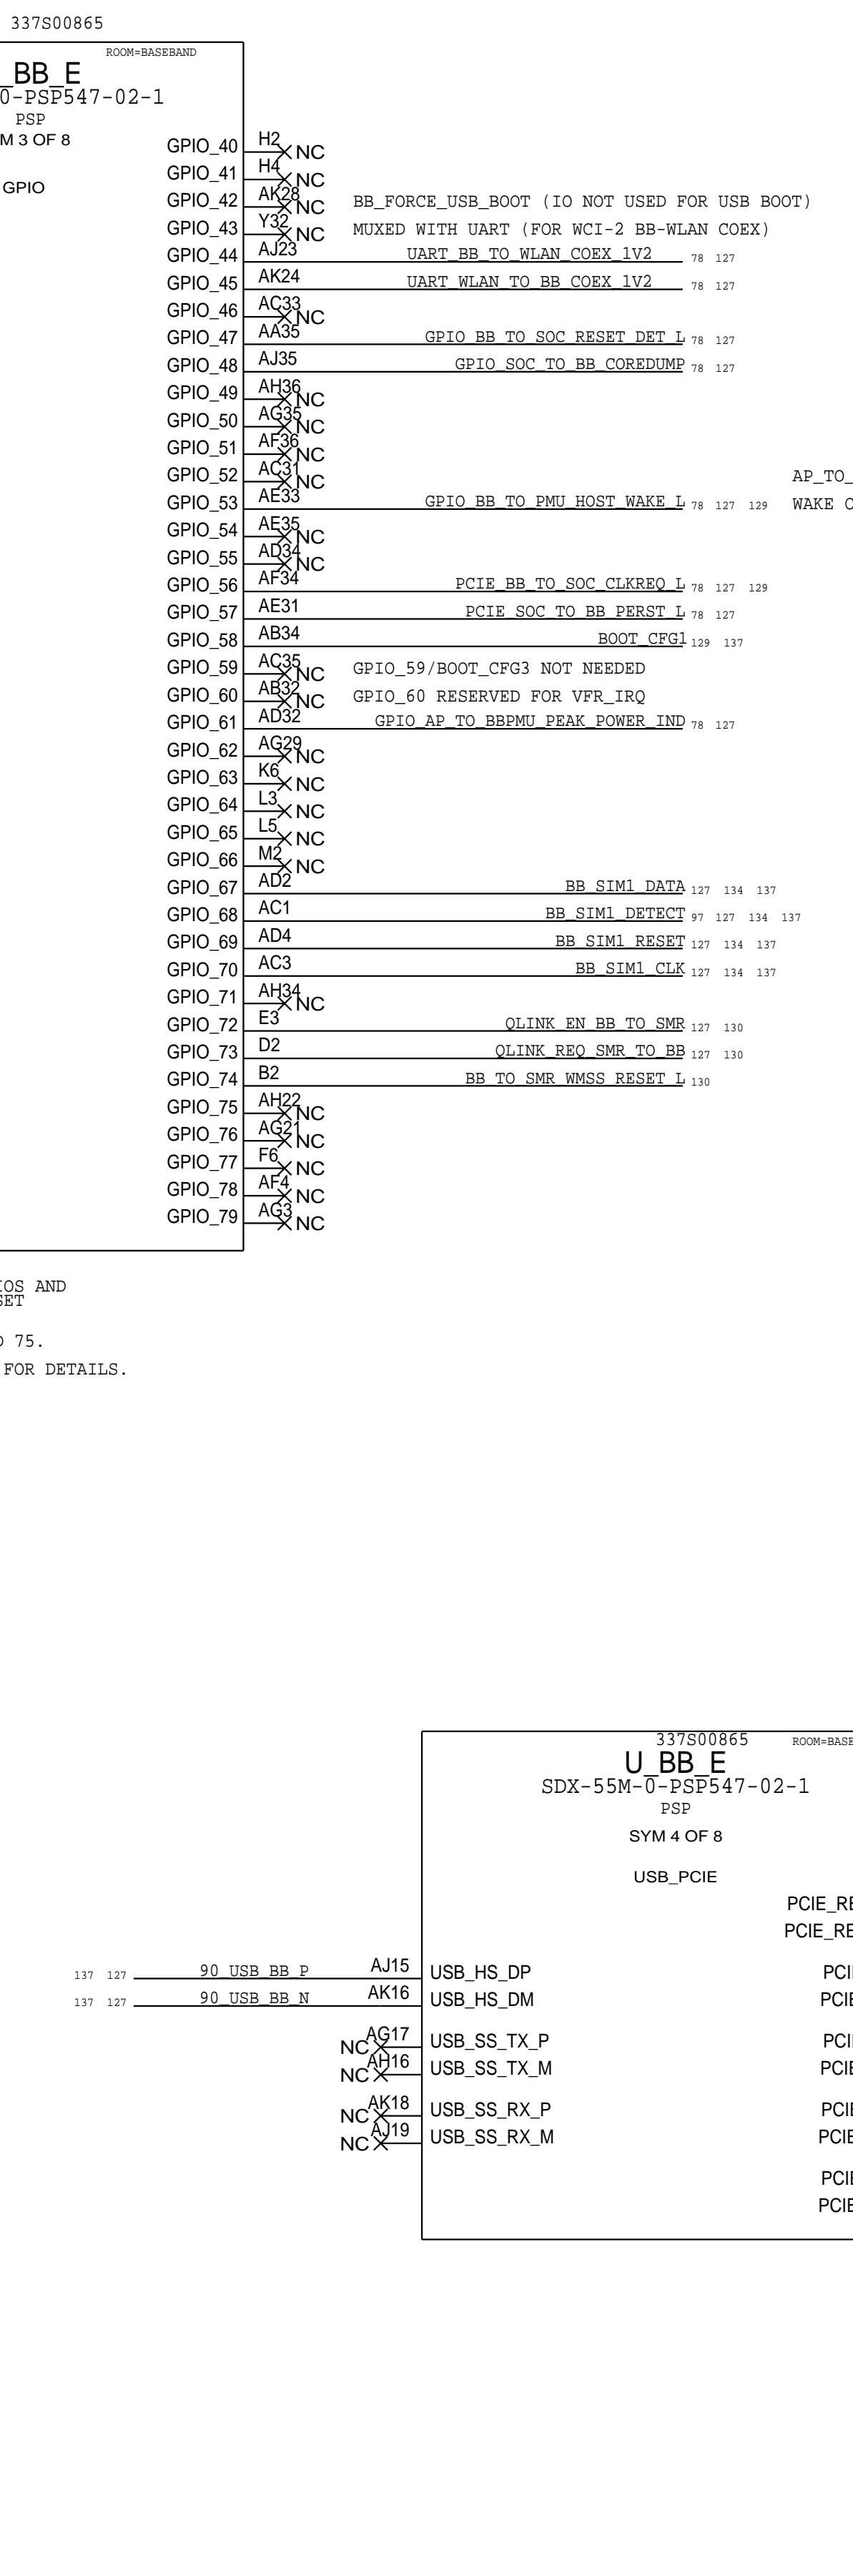 337S00865
ROOM=BASEBAND
_BB_E
0-PSP547-02-1
PSP
M 3 OF 8
GPIO
GPIO_40 H2 NC
GPIO_41 H4 NC
GPIO_42 AK28 NC BB_FORCE_USB_BOOT (IO NOT USED FOR USB BOOT)
GPIO_43 Y32 NC MUXED WITH UART (FOR WCI-2 BB-WLAN COEX)
GPIO_44 AJ23 UART_BB_TO_WLAN_COEX_1V2 78 127
GPIO_45 AK24 UART_WLAN_TO_BB_COEX_1V2 78 127
GPIO_46 AC33 NC
GPIO_47 AA35 GPIO_BB_TO_SOC_RESET_DET_L 78 127
GPIO_48 AJ35 GPIO_SOC_TO_BB_COREDUMP 78 127
GPIO_49 AH36 NC
GPIO_50 AG35 NC
GPIO_51 AF36 NC
GPIO_52 AC31 NC AP_TO_
GPIO_53 AE33 GPIO_BB_TO_PMU_HOST_WAKE_L 78 127 129 WAKE
GPIO_54 AE35 NC
GPIO_55 AD34 NC
GPIO_56 AF34 PCIE_BB_TO_SOC_CLKREQ_L 78 127 129
GPIO_57 AE31 PCIE_SOC_TO_BB_PERST_L 78 127
GPIO_58 AB34 BOOT_CFG1 129 137
GPIO_59 AC35 NC GPIO_59/BOOT_CFG3 NOT NEEDED
GPIO_60 AB32 NC GPIO_60 RESERVED FOR VFR_IRQ
GPIO_61 AD32 GPIO_AP_TO_BBPMU_PEAK_POWER_IND 78 127
GPIO_62 AG29 NC
GPIO_63 K6 NC
GPIO_64 L3 NC
GPIO_65 L5 NC
GPIO_66 M2 NC
GPIO_67 AD2 BB_SIM1_DATA 127 134 137
GPIO_68 AC1 BB_SIM1_DETECT 97 127 134 137
GPIO_69 AD4 BB_SIM1_RESET 127 134 137
GPIO_70 AC3 BB_SIM1_CLK 127 134 137
GPIO_71 AH34 NC
GPIO_72 E3 QLINK_EN_BB_TO_SMR 127 130
GPIO_73 D2 QLINK_REQ_SMR_TO_BB 127 130
GPIO_74 B2 BB_TO_SMR_WMSS_RESET_L 130
GPIO_75 AH22 NC
GPIO_76 AG21 NC
GPIO_77 F6 NC
GPIO_78 AF4 NC
GPIO_79 AG3 NC
IOS AND
SET
75.
FOR DETAILS.
337S00865 ROOM=BASE
U_BB_E
SDX-55M-0-PSP547-02-1
PSP
SYM 4 OF 8
USB_PCIE
PCIE_RE
PCIE_RE
137 127 90_USB_BB_P AJ15 USB_HS_DP PCI
137 127 90_USB_BB_N AK16 USB_HS_DM PCIE
NC AG17 USB_SS_TX_P PCI
NC AH16 USB_SS_TX_M PCIE
NC AK18 USB_SS_RX_P PCIE
NC AJ19 USB_SS_RX_M PCIE
PCIE
PCIE